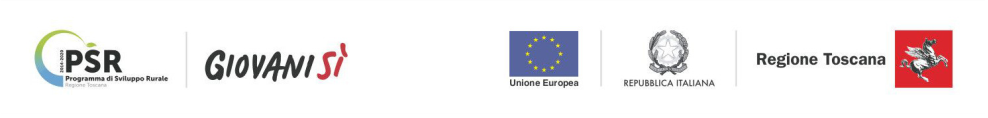 2014-2020
PSR
Programma di Sviluppo Rurale
Regione Toscana
GIOVANISÌ
Unione Europea
REPUBBLICA ITALIANA
Regione Toscana